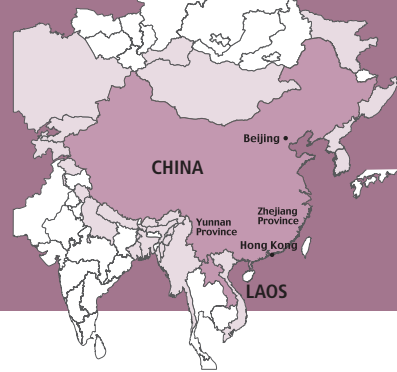 Beijing
CHINA
Yunnan
Province
Zhejiang
Province
Hong Kong
LAOS